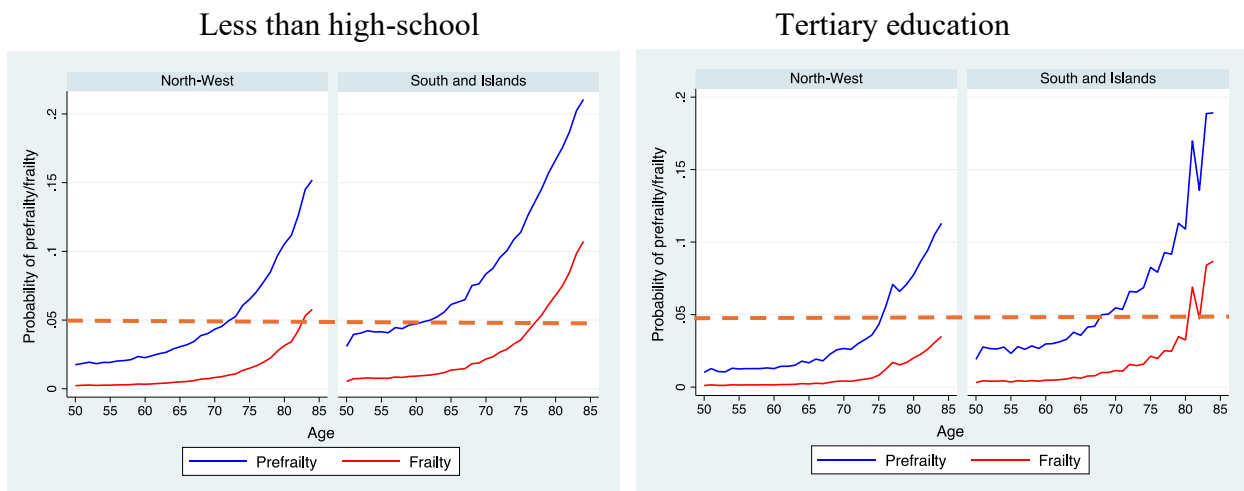 Less than high-school
Tertiary education
North-West
South and Islands
Probability of prefrailty/frailty
.2
.15
.1
.05
0
50 55 60 65 70 75 80 85
50 55 60 65 70 75 80 85
Age
Prefrailty
Frailty
North-West
South and Islands
Probability of prefrailty/frailty
.2
.15
.1
.05
0
50 55 60 65 70 75 80 85
50 55 60 65 70 75 80 85
Age
Prefrailty
Frailty